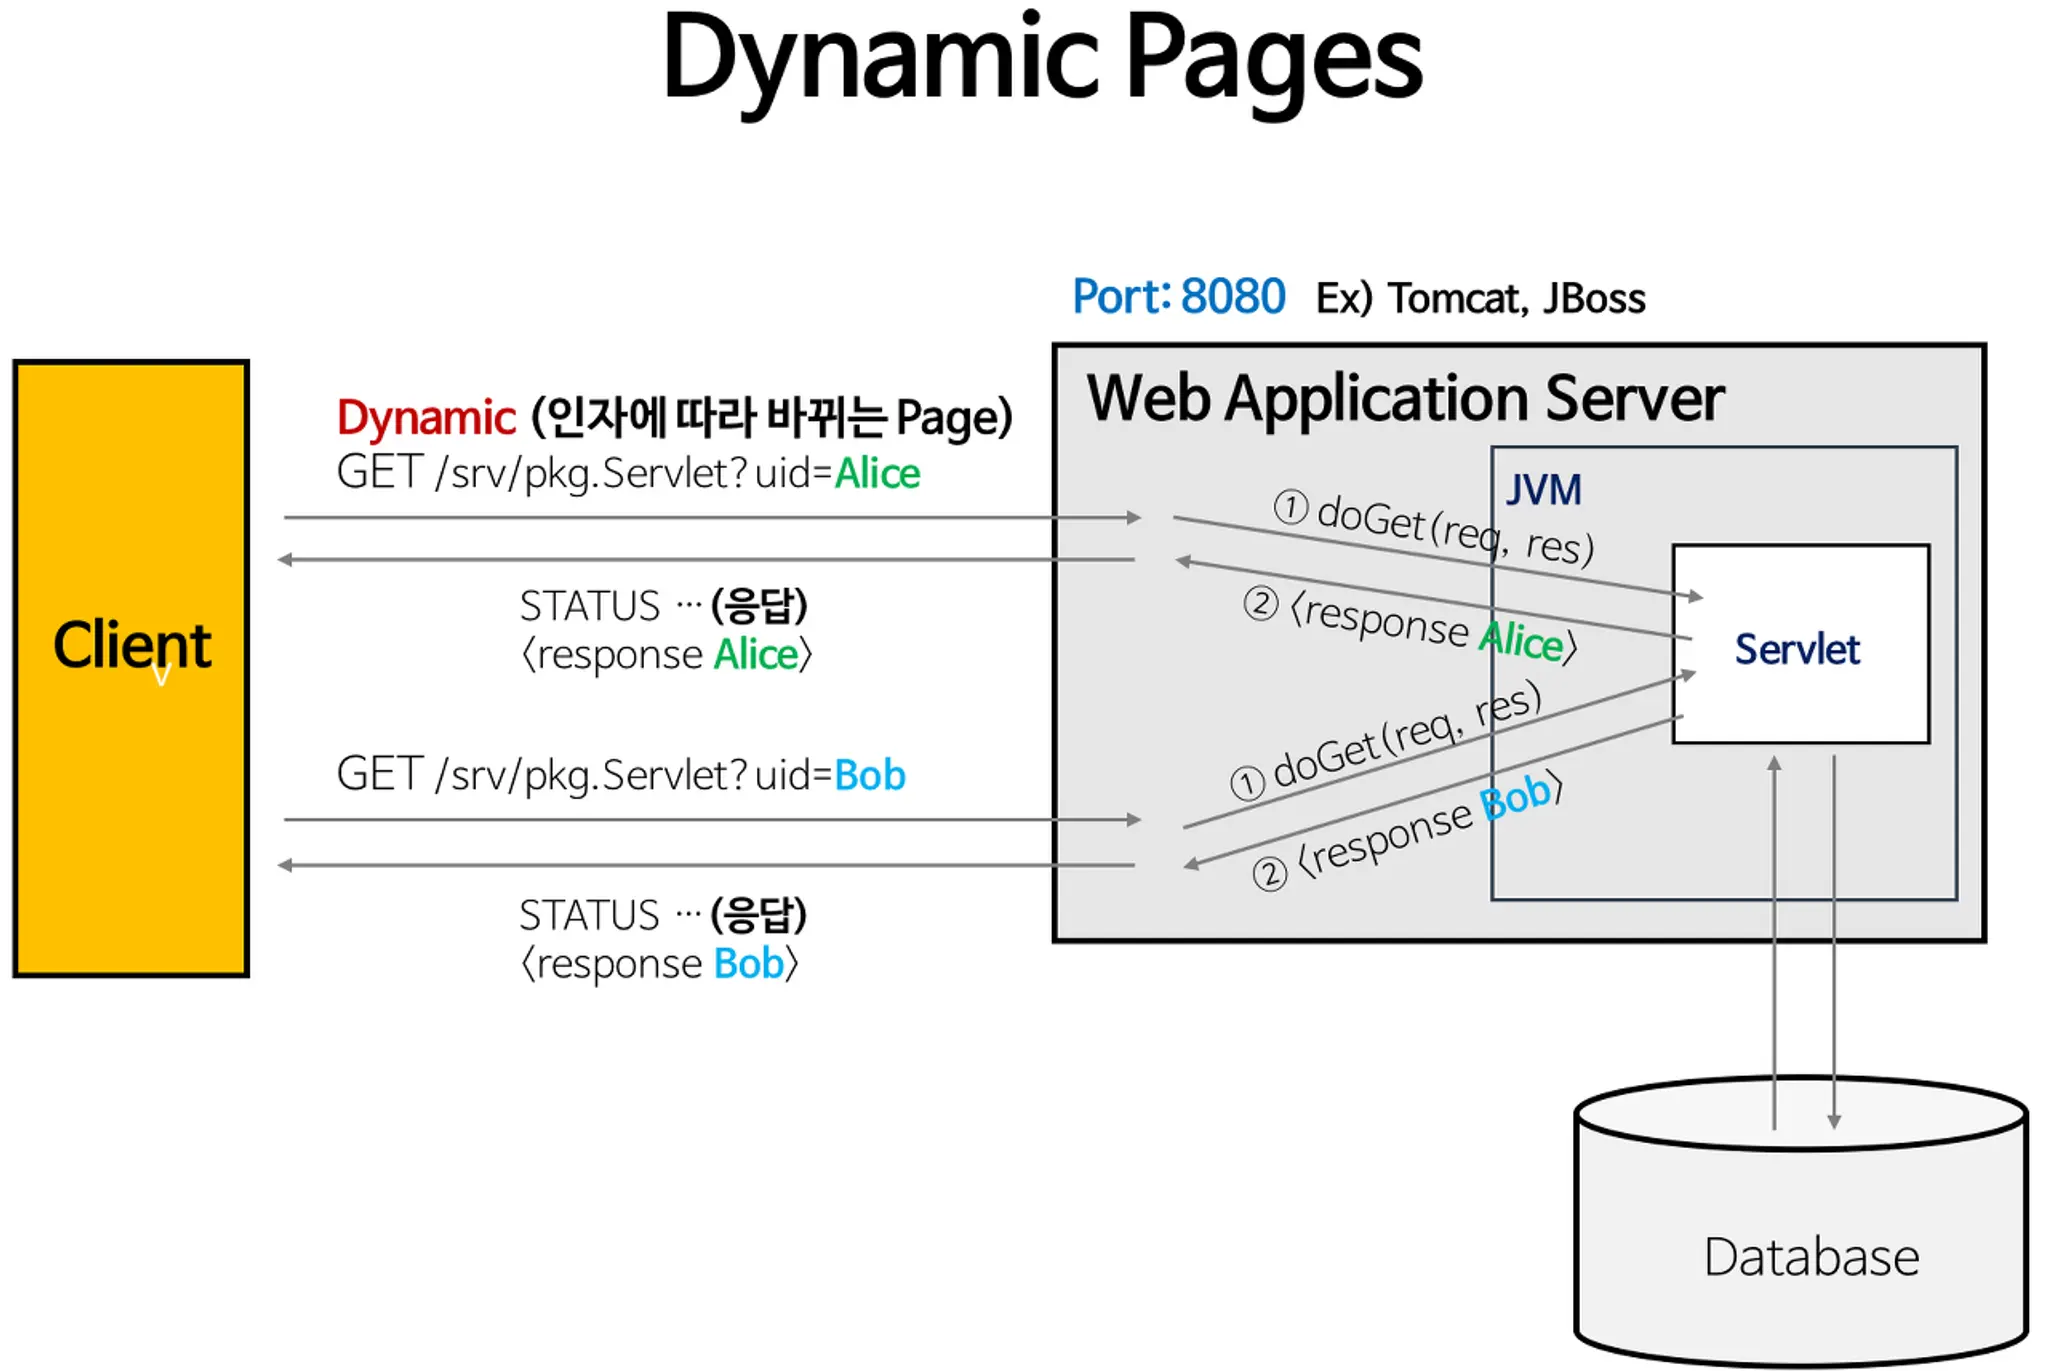 Dynamic Pages
Port: 8080 Ex) Tomcat, JBoss
Web Application Server
Dynamic (인자에 따라 바뀌는 Page)
GET /srv/pkg.Servlet?uid=Alice
JVM
① doGet(req, res)
② 〈response Alice〉
STATUS … (응답)
〈response Alice〉
Client
v
Servlet
GET /srv/pkg.Servlet?uid=Bob
① doGet(req, res)
② 〈response Bob〉
STATUS … (응답)
〈response Bob〉
Database